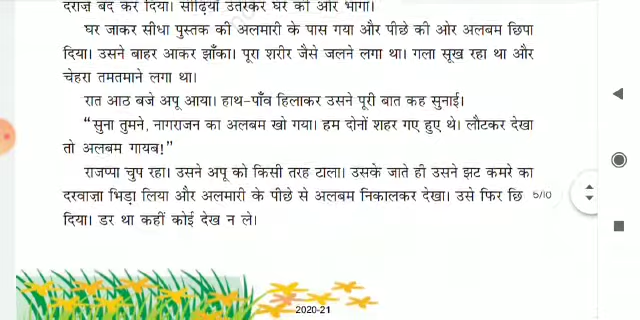 दराज़ बंद कर दिया। सीढ़ियाँ उतरकर घर की ओर भागा।
घर जाकर सीधा पुस्तक की अलमारी के पास गया और पीछे की ओर अलबम छिपा
दिया। उसने बाहर आकर झाँका। पूरा शरीर जैसे जलने लगा था। गला सूख रहा था और
चेहरा तमतमाने लगा था।
रात आठ बजे अपू आया। हाथ-पाँव हिलाकर उसने पूरी बात कह सुनाई।
“सुना तुमने, नागराजन का अलबम खो गया। हम दोनों शहर गए हुए थे। लौटकर देखा
तो अलबम गायब!”
राजप्पा चुप रहा। उसने अपू को किसी तरह टाला। उसके जाते ही उसने झट कमरे का
दरवाज़ा भिड़ा लिया और अलमारी के पीछे से अलबम निकालकर देखा। उसे फिर छि
5/10
दिया। डर था कहीं कोई देख न ले।
2020-21